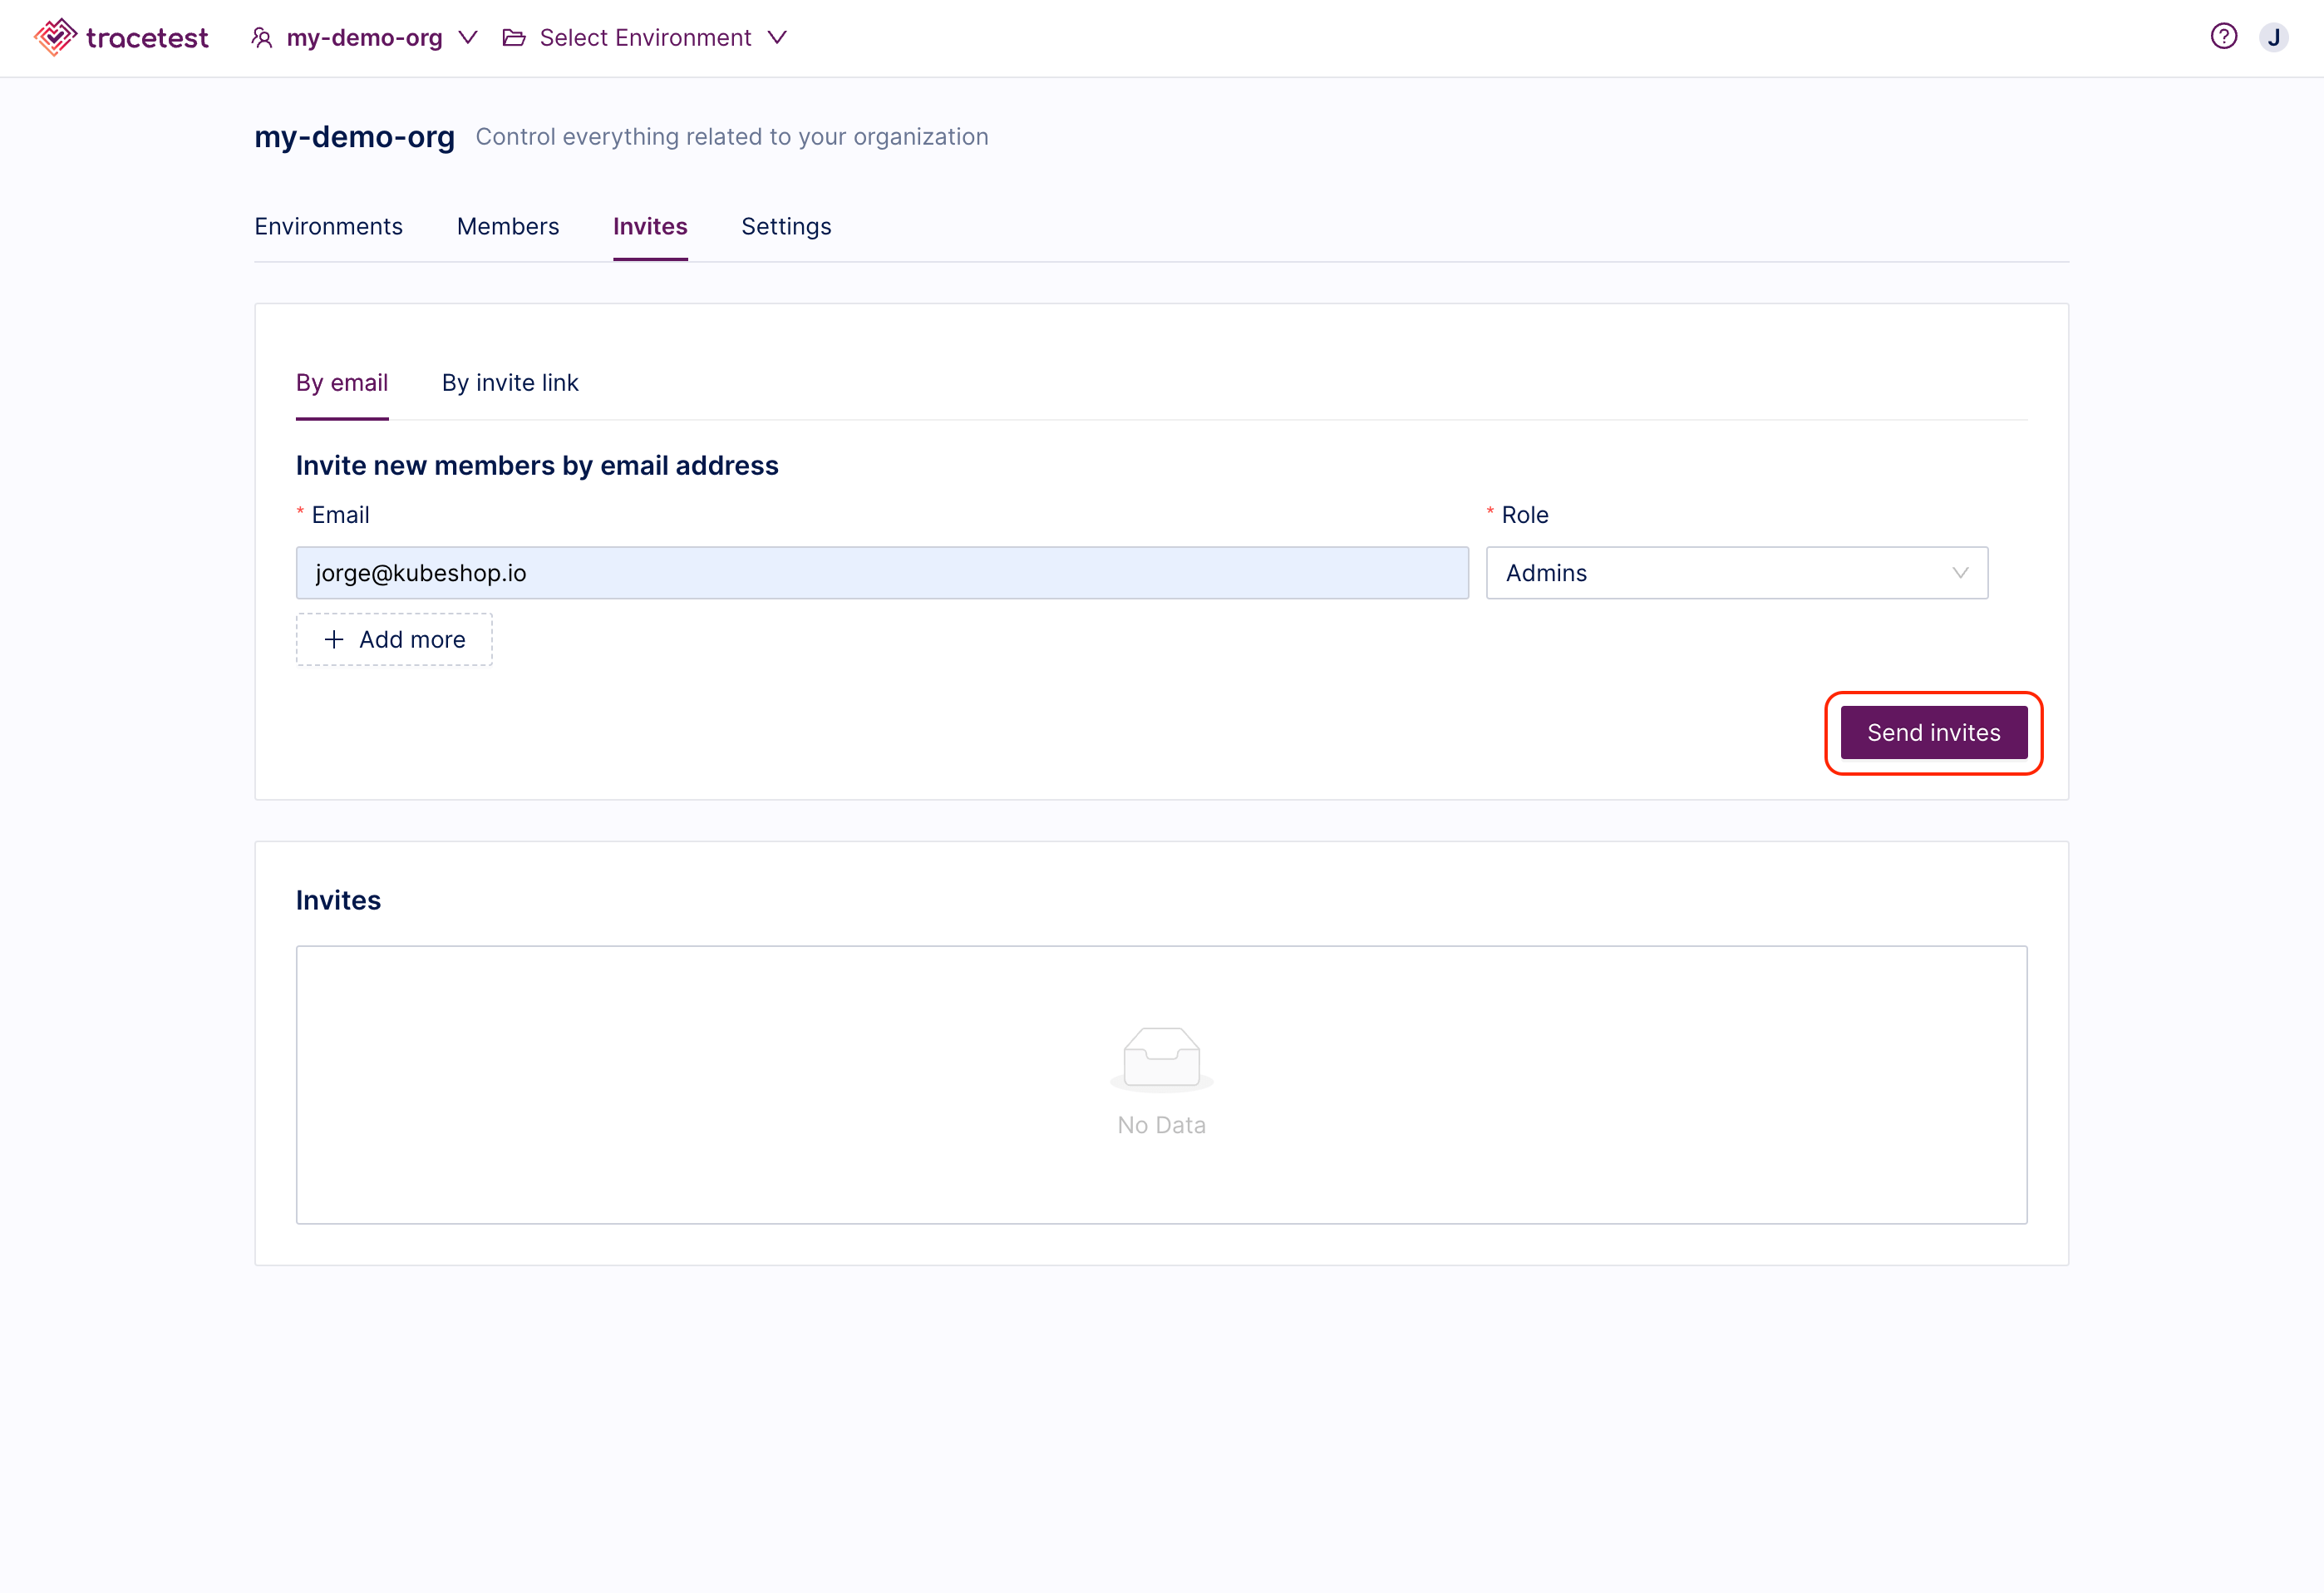 tracetest my-demo-org Select Environment ? J
my-demo-org Control everything related to your organization
Environments Members Invites Settings
By email By invite link
Invite new members by email address
* Email * Role
jorge@kubeshop.io Admins
+ Add more
Send invites
Invites
No Data